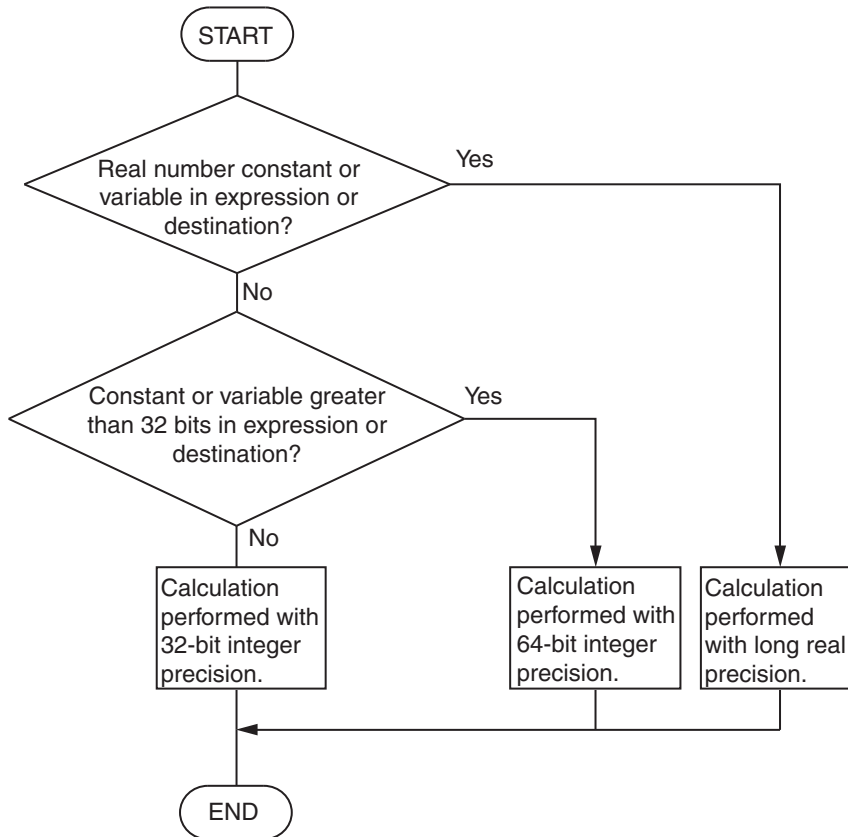 START
Real number constant or
variable in expression or
destination?
Yes
No
Constant or variable greater
than 32 bits in expression or
destination?
Yes
No
Calculation
performed with
32-bit integer
precision.
Calculation
performed with
64-bit integer
precision.
Calculation
performed
with long real
precision.
END